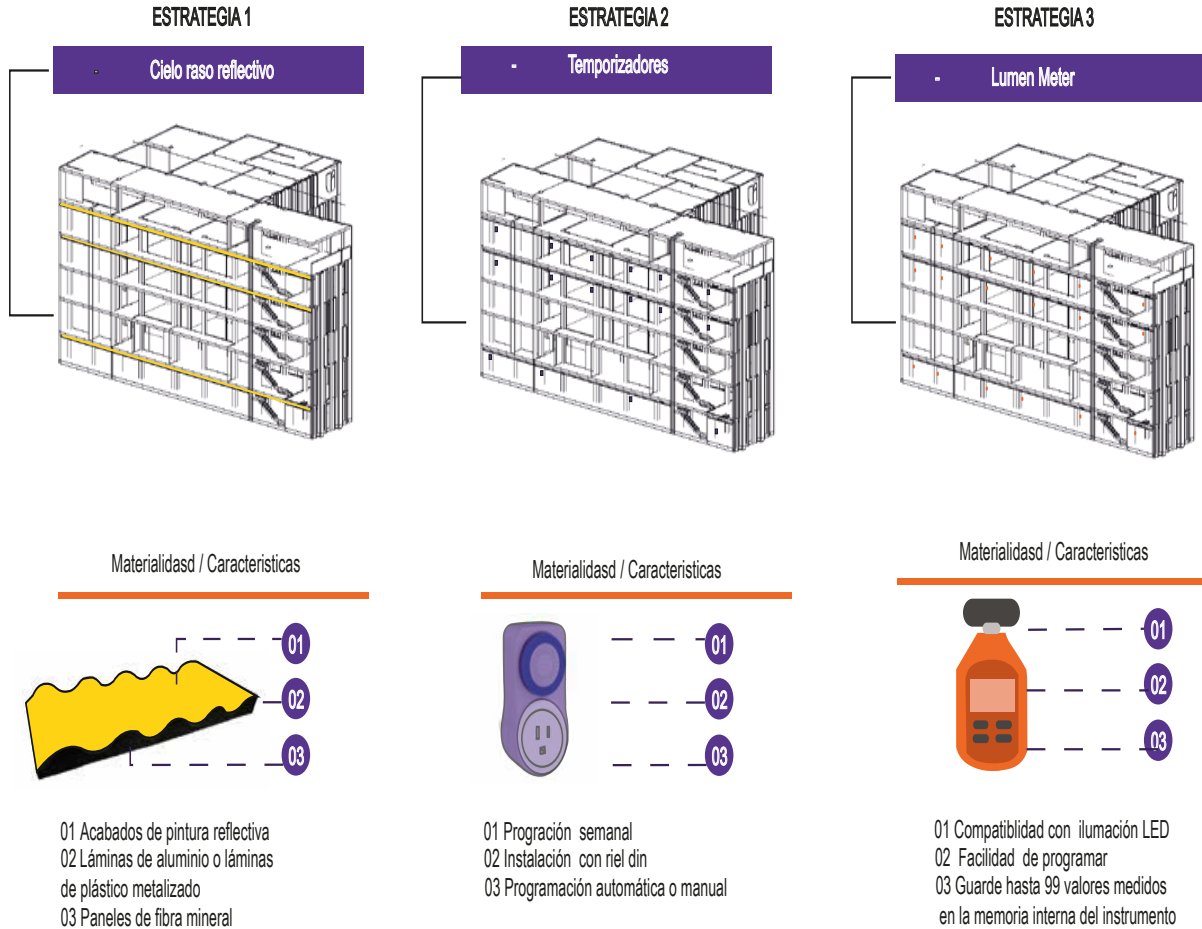 ESTRATEGIA 1
- Cielo raso reflectivo
Materialidasd / Caracteristicas
01
02
03
01 Acabados de pintura reflectiva
02 Láminas de aluminio o láminas
de plástico metalizado
03 Paneles de fibra mineral
ESTRATEGIA 2
- Temporizadores
Materialidasd / Caracteristicas
01
02
03
01 Progración semanal
02 Instalación con riel din
03 Programación automática o manual
ESTRATEGIA 3
- Lumen Meter
Materialidasd / Caracteristicas
01
02
03
01 Compatiblidad con ilumación LED
02 Facilidad de programar
03 Guarde hasta 99 valores medidos
en la memoria interna del instrumento